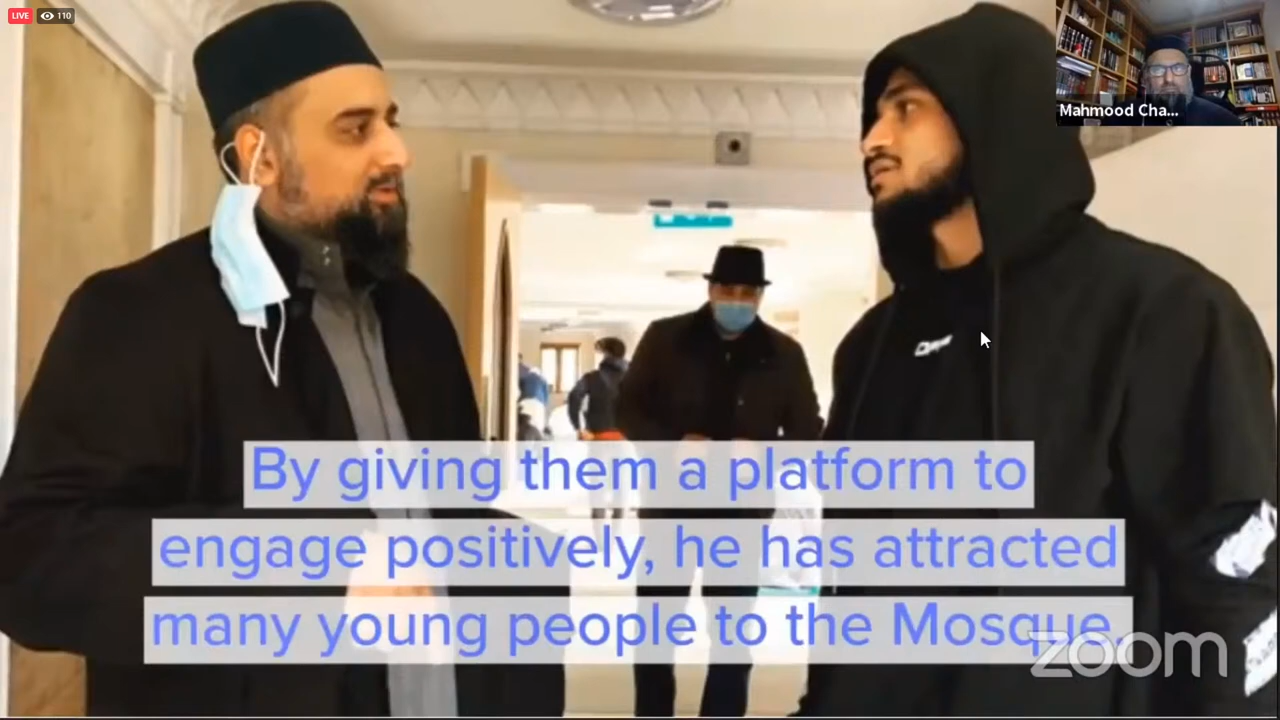 LIVE 110
Mahmood Cha...
By giving them a platform to
engage positively, he has attracted
many young people to the Mosque.
zoom